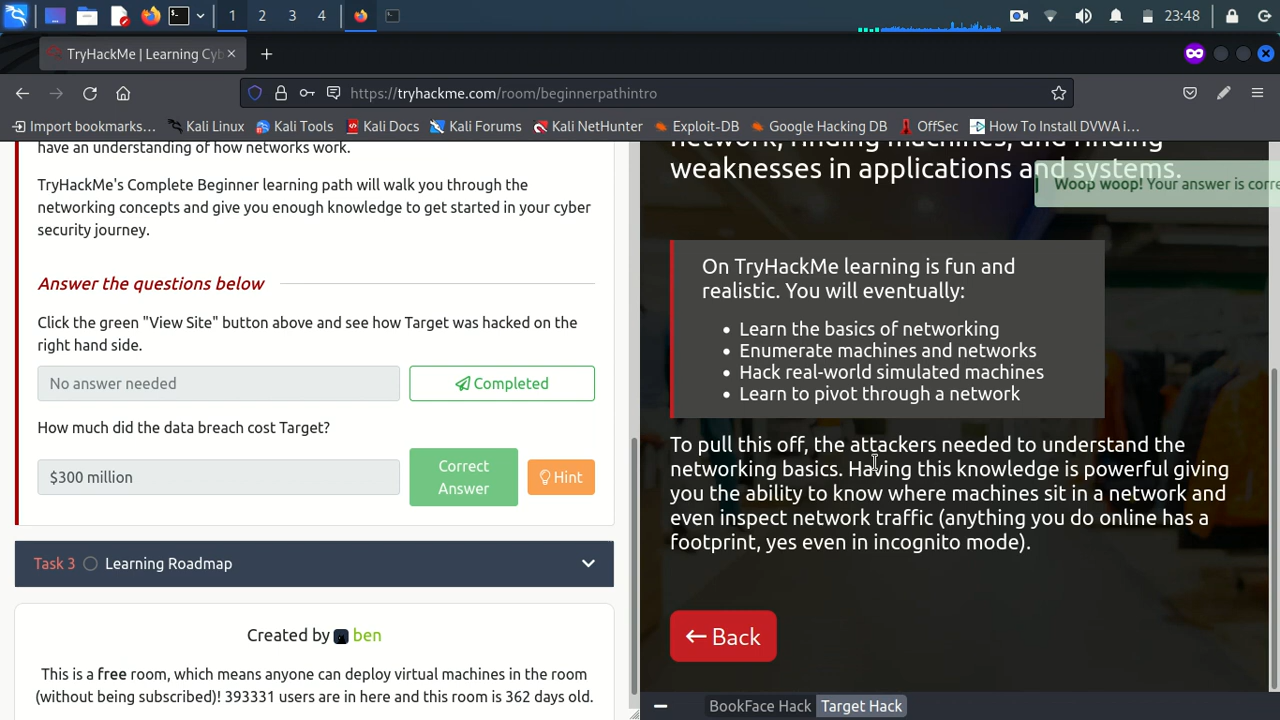 1 2 3 4 23:48
TryHackMe | Learning Cyb
https://tryhackme.com/room/beginnerpathintro
Import bookmarks… Kali Linux Kali Tools Kali Docs Kali Forums Kali NetHunter Exploit-DB Google Hacking DB OffSec How To Install DVWA i…
have an understanding of how networks work.
TryHackMe's Complete Beginner learning path will walk you through the
networking concepts and give you enough knowledge to get started in your cyber
security journey.
Answer the questions below
Click the green "View Site" button above and see how Target was hacked on the
right hand side.
No answer needed
Completed
How much did the data breach cost Target?
$300 million
Correct
Answer
Hint
Task 3 Learning Roadmap
Created by ben
This is a free room, which means anyone can deploy virtual machines in the room
(without being subscribed)! 393331 users are in here and this room is 362 days old.
network, finding machines, and finding
weaknesses in applications and systems.
Woop woop! Your answer is corre
On TryHackMe learning is fun and
realistic. You will eventually:
• Learn the basics of networking
• Enumerate machines and networks
• Hack real-world simulated machines
• Learn to pivot through a network
To pull this off, the attackers needed to understand the
networking basics. Having this knowledge is powerful giving
you the ability to know where machines sit in a network and
even inspect network traffic (anything you do online has a
footprint, yes even in incognito mode).
← Back
BookFace Hack Target Hack